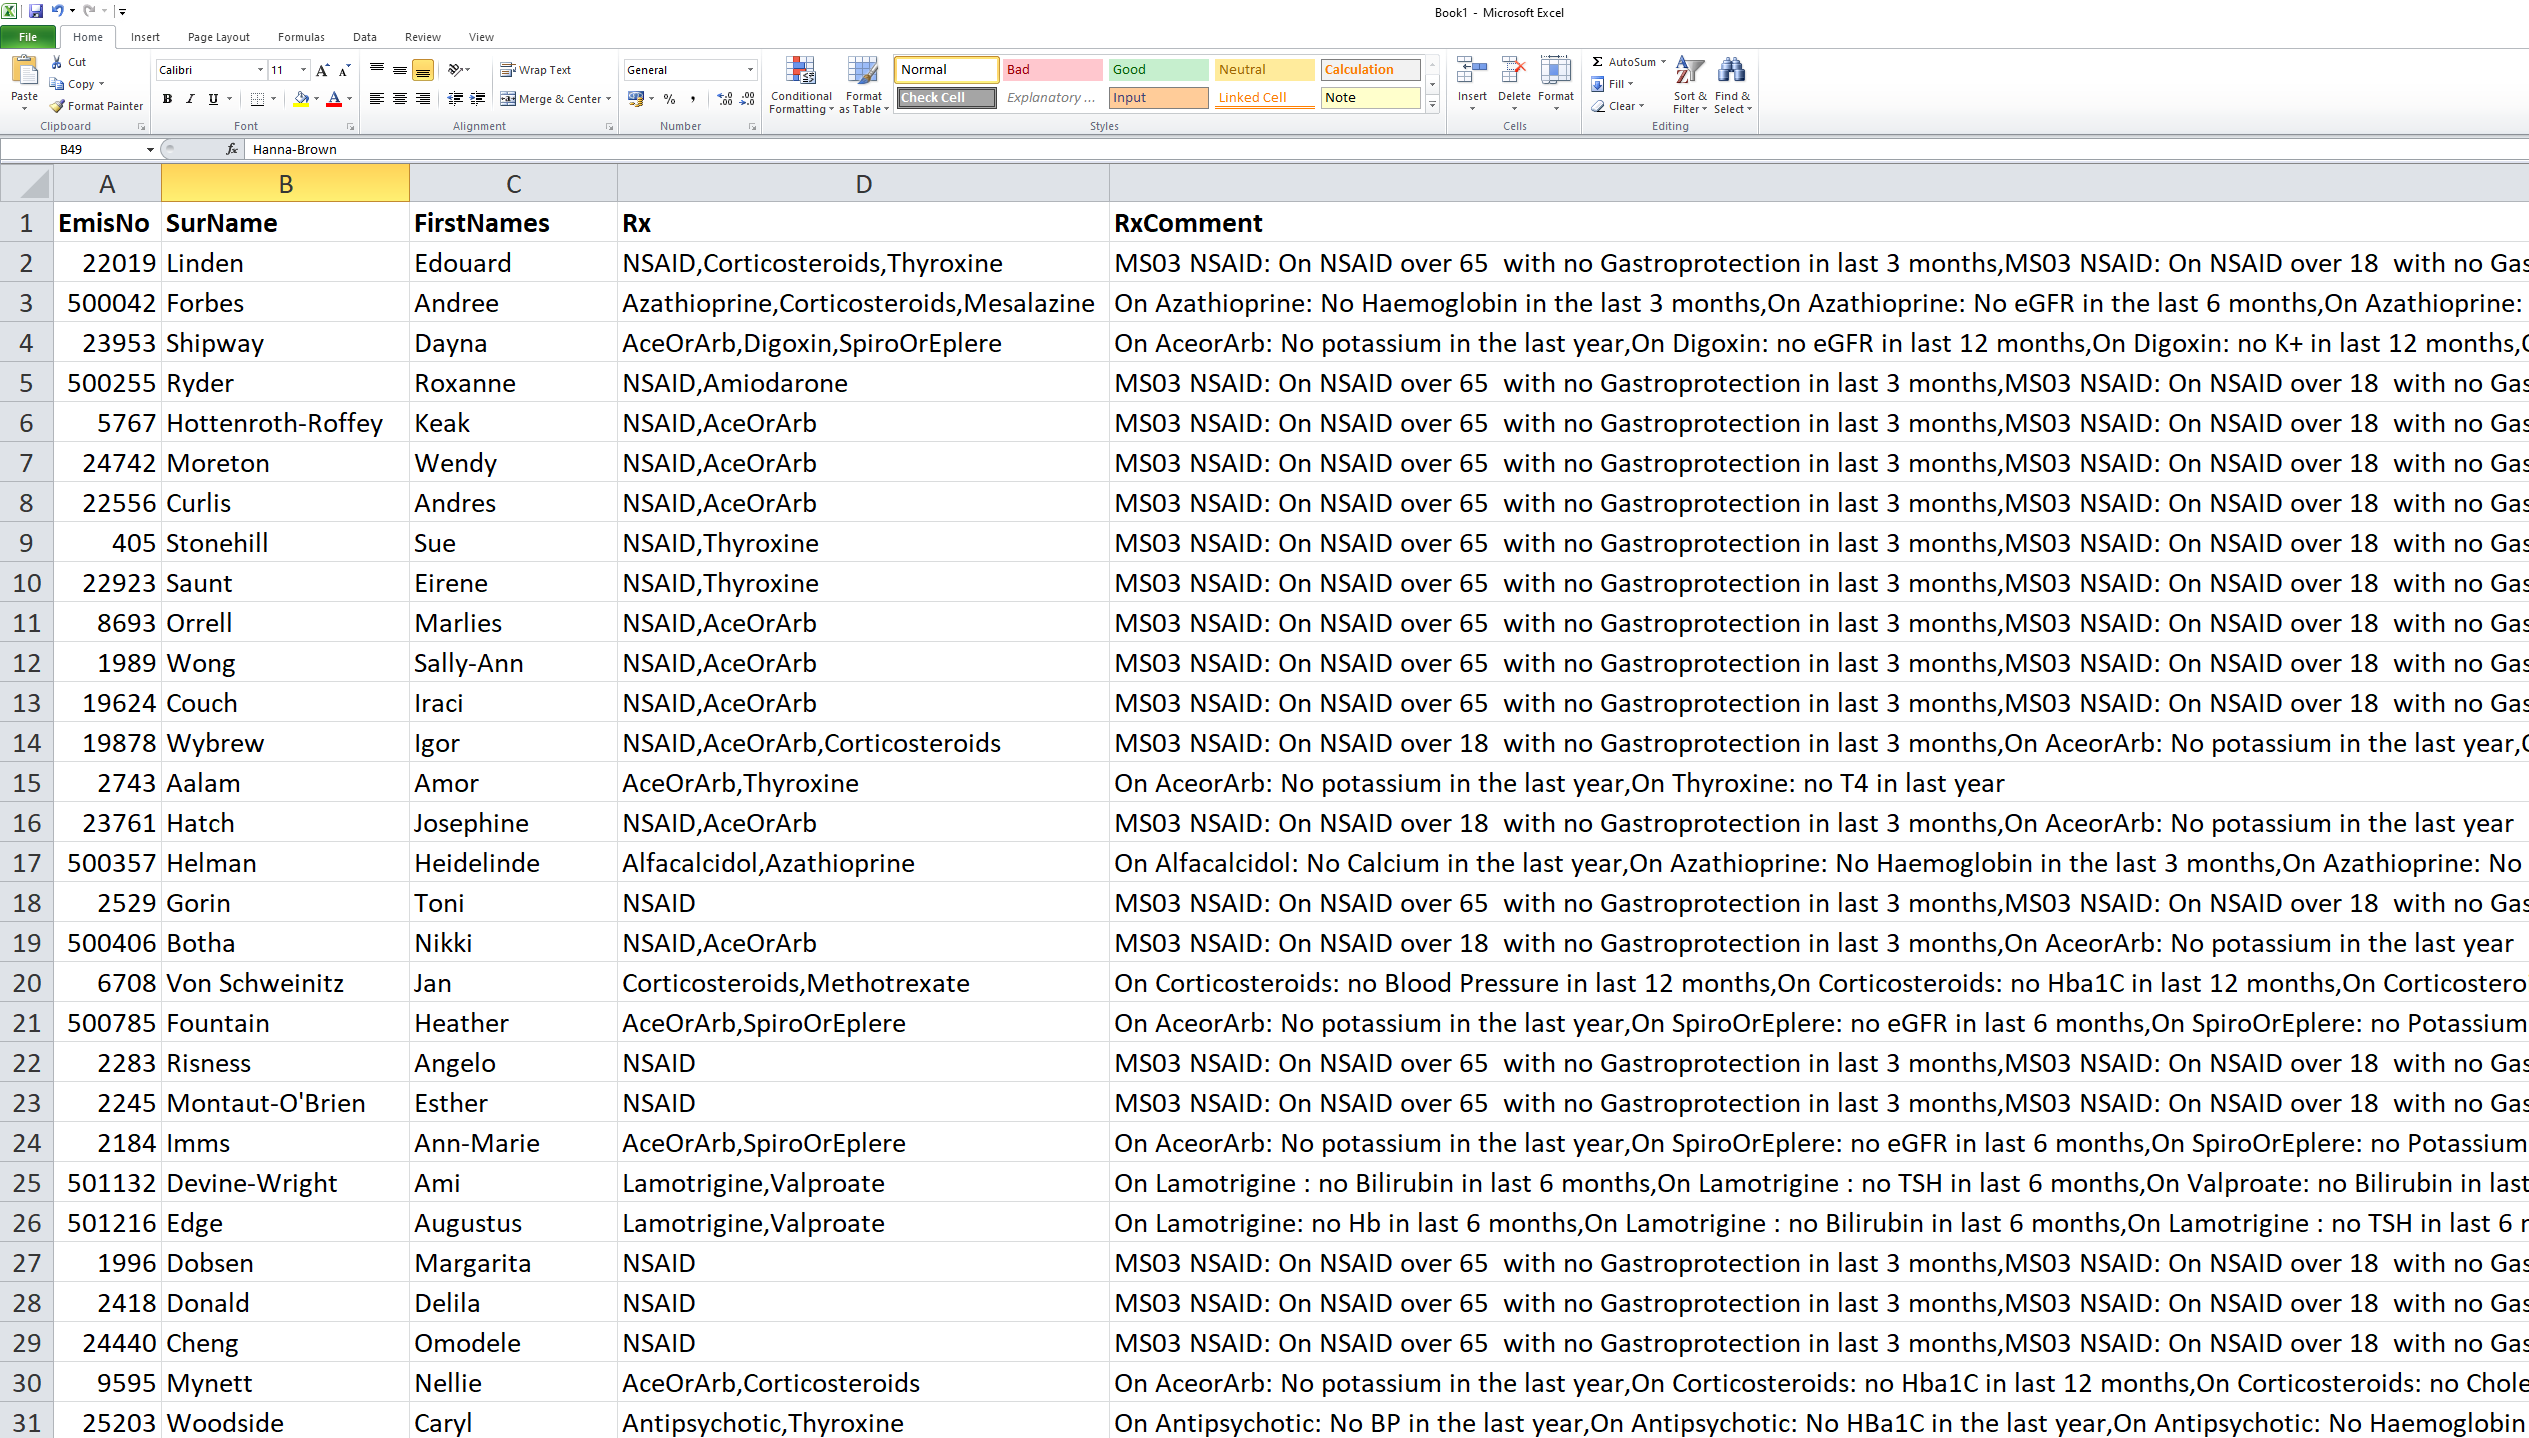 Book1 - Microsoft Excel
File Home Insert Page Layout Formulas Data Review View
Paste Cut Copy Format Painter Clipboard
Calibri 11 A A B I U A Font
Wrap Text Merge & Center Alignment
General % , Number
Conditional Formatting Format as Table
Normal Bad Good Neutral Calculation
Check Cell Explanatory ... Input Linked Cell Note
Styles
Insert Delete Format Cells
AutoSum Fill Clear Sort & Filter Find & Select Editing
B49 fx Hanna-Brown
A B C D
1 EmisNo SurName FirstNames Rx RxComment
2 22019 Linden Edouard NSAID,Corticosteroids,Thyroxine MS03 NSAID: On NSAID over 65 with no Gastroprotection in last 3 months,MS03 NSAID: On NSAID over 18 with no Gas
3 500042 Forbes Andree Azathioprine,Corticosteroids,Mesalazine On Azathioprine: No Haemoglobin in the last 3 months,On Azathioprine: No eGFR in the last 6 months,On Azathioprine:
4 23953 Shipway Dayna AceOrArb,Digoxin,SpiroOrEplere On AceorArb: No potassium in the last year,On Digoxin: no eGFR in last 12 months,On Digoxin: no K+ in last 12 months,
5 500255 Ryder Roxanne NSAID,Amiodarone MS03 NSAID: On NSAID over 65 with no Gastroprotection in last 3 months,MS03 NSAID: On NSAID over 18 with no Gas
6 5767 Hottenroth-Roffey Keak NSAID,AceOrArb MS03 NSAID: On NSAID over 65 with no Gastroprotection in last 3 months,MS03 NSAID: On NSAID over 18 with no Gas
7 24742 Moreton Wendy NSAID,AceOrArb MS03 NSAID: On NSAID over 65 with no Gastroprotection in last 3 months,MS03 NSAID: On NSAID over 18 with no Gas
8 22556 Curlis Andres NSAID,AceOrArb MS03 NSAID: On NSAID over 65 with no Gastroprotection in last 3 months,MS03 NSAID: On NSAID over 18 with no Gas
9 405 Stonehill Sue NSAID,Thyroxine MS03 NSAID: On NSAID over 65 with no Gastroprotection in last 3 months,MS03 NSAID: On NSAID over 18 with no Gas
10 22923 Saunt Eirene NSAID,Thyroxine MS03 NSAID: On NSAID over 65 with no Gastroprotection in last 3 months,MS03 NSAID: On NSAID over 18 with no Gas
11 8693 Orrell Marlies NSAID,AceOrArb MS03 NSAID: On NSAID over 65 with no Gastroprotection in last 3 months,MS03 NSAID: On NSAID over 18 with no Gas
12 1989 Wong Sally-Ann NSAID,AceOrArb MS03 NSAID: On NSAID over 65 with no Gastroprotection in last 3 months,MS03 NSAID: On NSAID over 18 with no Gas
13 19624 Couch Iraci NSAID,AceOrArb MS03 NSAID: On NSAID over 65 with no Gastroprotection in last 3 months,MS03 NSAID: On NSAID over 18 with no Gas
14 19878 Wybrew Igor NSAID,AceOrArb,Corticosteroids MS03 NSAID: On NSAID over 18 with no Gastroprotection in last 3 months,On AceorArb: No potassium in the last year,
15 2743 Aalam Amor AceOrArb,Thyroxine On AceorArb: No potassium in the last year,On Thyroxine: no T4 in last year
16 23761 Hatch Josephine NSAID,AceOrArb MS03 NSAID: On NSAID over 18 with no Gastroprotection in last 3 months,On AceorArb: No potassium in the last year
17 500357 Helman Heidelinde Alfacalcidol,Azathioprine On Alfacalcidol: No Calcium in the last year,On Azathioprine: No Haemoglobin in the last 3 months,On Azathioprine: No
18 2529 Gorin Toni NSAID MS03 NSAID: On NSAID over 65 with no Gastroprotection in last 3 months,MS03 NSAID: On NSAID over 18 with no Gas
19 500406 Botha Nikki NSAID,AceOrArb MS03 NSAID: On NSAID over 18 with no Gastroprotection in last 3 months,On AceorArb: No potassium in the last year
20 6708 Von Schweinitz Jan Corticosteroids,Methotrexate On Corticosteroids: no Blood Pressure in last 12 months,On Corticosteroids: no Hba1C in last 12 months,On Corticostero
21 500785 Fountain Heather AceOrArb,SpiroOrEplere On AceorArb: No potassium in the last year,On SpiroOrEplere: no eGFR in last 6 months,On SpiroOrEplere: no Potassium
22 2283 Risness Angelo NSAID MS03 NSAID: On NSAID over 65 with no Gastroprotection in last 3 months,MS03 NSAID: On NSAID over 18 with no Gas
23 2245 Montaut-O'Brien Esther NSAID MS03 NSAID: On NSAID over 65 with no Gastroprotection in last 3 months,MS03 NSAID: On NSAID over 18 with no Gas
24 2184 Imms Ann-Marie AceOrArb,SpiroOrEplere On AceorArb: No potassium in the last year,On SpiroOrEplere: no eGFR in last 6 months,On SpiroOrEplere: no Potassium
25 501132 Devine-Wright Ami Lamotrigine,Valproate On Lamotrigine : no Bilirubin in last 6 months,On Lamotrigine : no TSH in last 6 months,On Valproate: no Bilirubin in last
26 501216 Edge Augustus Lamotrigine,Valproate On Lamotrigine: no Hb in last 6 months,On Lamotrigine : no Bilirubin in last 6 months,On Lamotrigine : no TSH in last 6
27 1996 Dobsen Margarita NSAID MS03 NSAID: On NSAID over 65 with no Gastroprotection in last 3 months,MS03 NSAID: On NSAID over 18 with no Gas
28 2418 Donald Delila NSAID MS03 NSAID: On NSAID over 65 with no Gastroprotection in last 3 months,MS03 NSAID: On NSAID over 18 with no Gas
29 24440 Cheng Omodele NSAID MS03 NSAID: On NSAID over 65 with no Gastroprotection in last 3 months,MS03 NSAID: On NSAID over 18 with no Gas
30 9595 Mynett Nellie AceOrArb,Corticosteroids On AceorArb: No potassium in the last year,On Corticosteroids: no Hba1C in last 12 months,On Corticosteroids: no Chole
31 25203 Woodside Caryl Antipsychotic,Thyroxine On Antipsychotic: No BP in the last year,On Antipsychotic: No HBa1C in the last year,On Antipsychotic: No Haemoglobin